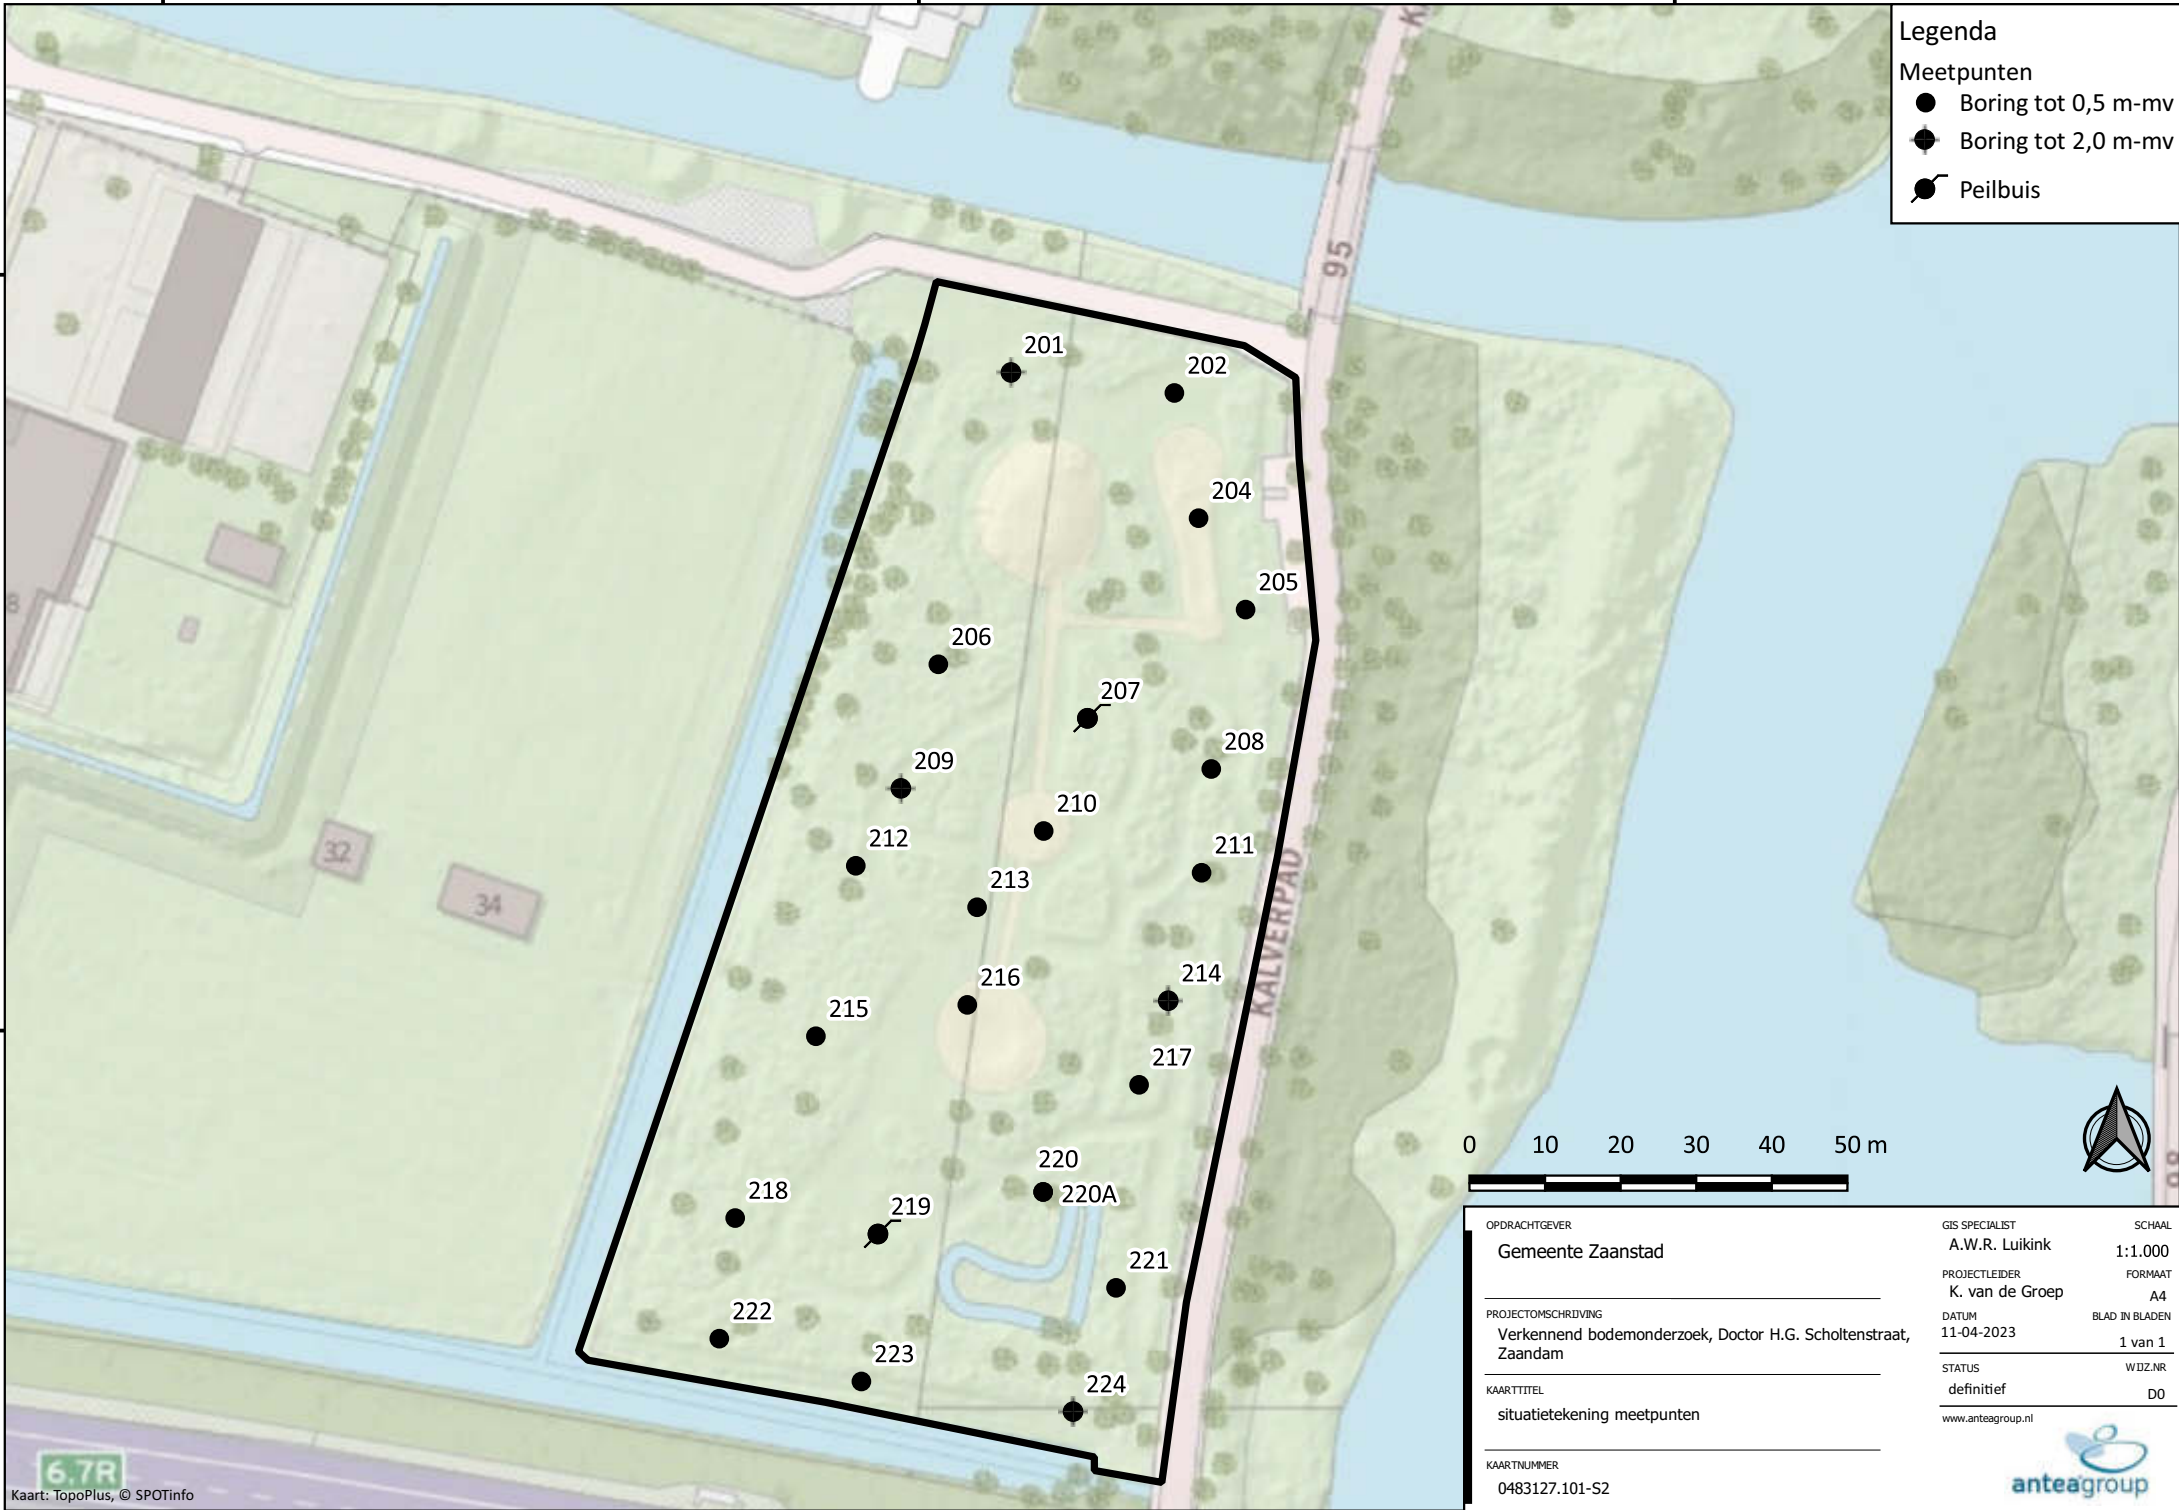 Legenda
Meetpunten
Boring tot 0,5 m-mv
Boring tot 2,0 m-mv
Peilbuis
95
201
202
204
205
206
207
208
209
210
211
212
213
214
215
216
217
218
219
220
220A
221
222
223
224
32
34
8
KALVERPAD
98
0 10 20 30 40 50 m
OPDRACHTGEVER
Gemeente Zaanstad
PROJECTOMSCHRIJVING
Verkennend bodemonderzoek, Doctor H.G. Scholtenstraat,
Zaandam
KAARTTITEL
situatietekening meetpunten
KAARTNUMMER
0483127.101-S2
GIS SPECIALIST
A.W.R. Luikink
SCHAAL
1:1.000
PROJECTLEIDER
K. van de Groep
FORMAAT
A4
DATUM
11-04-2023
BLAD IN BLADEN
1 van 1
STATUS
definitief
WIJZ.NR
D0
www.anteagroup.nl
anteagroup
6.7R
Kaart: TopoPlus, © SPOTinfo